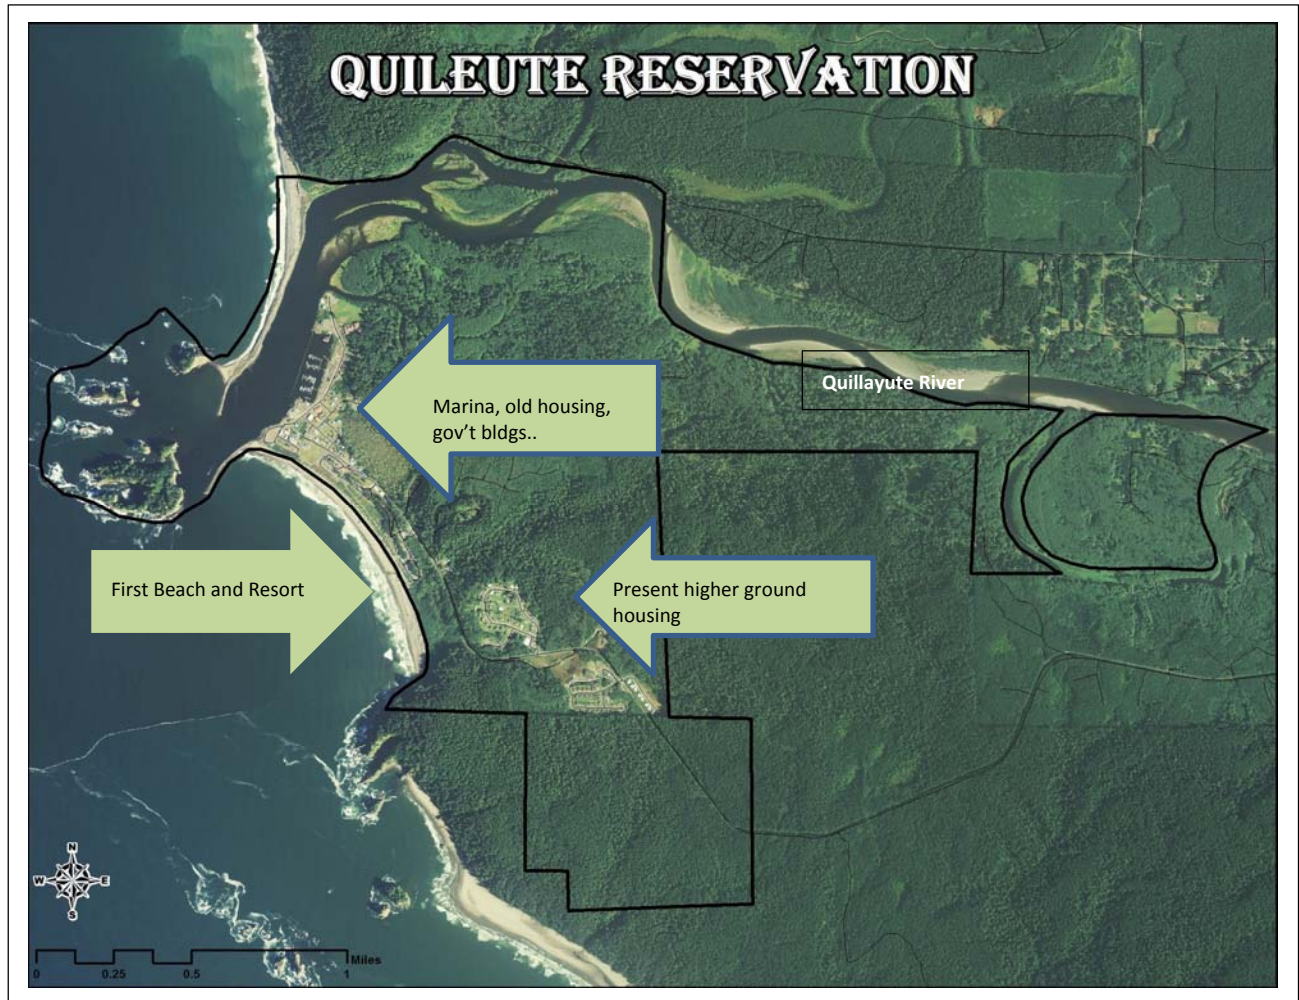 QUILEUTE RESERVATION
Quillayute River
Marina, old housing,
gov’t bldgs..
First Beach and Resort
Present higher ground
housing
N
W E
S
Miles
0 0.25 0.5 1